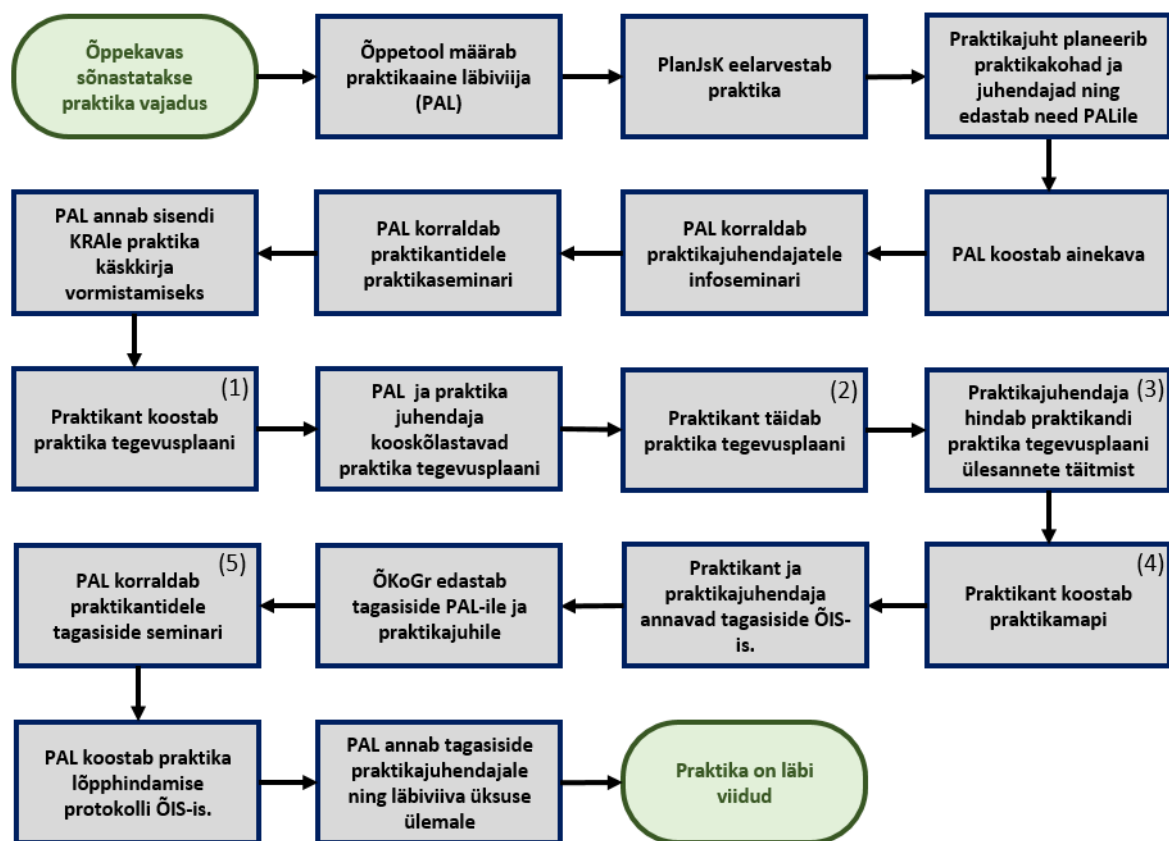 Õppekavas
sõnastatakse
praktika vajadus
Õppetool määrab
praktikaaine läbiviija
(PAL)
PlanJsK eelarvestab
praktika
Praktikajuht planeerib
praktikakohad ja
juhendajad ning
edastab need PALile
PAL koostab ainekava
PAL korraldab
praktikajuhendajatele
infoseminari
PAL korraldab
praktikantidele
praktikaseminari
PAL annab sisendi
KRAle praktika
käskkirja
vormistamiseks
(1)
Praktikant koostab
praktika tegevusplaani
PAL ja praktika
juhendaja
kooskõlastavad
praktika tegevusplaani
(2)
Praktikant täidab
praktika tegevusplaani
(3)
Praktikajuhendaja
hindab praktikandi
praktika tegevusplaani
ülesannete täitmist
(4)
Praktikant koostab
praktikamapi
Praktikant ja
praktikajuhendaja
annavad tagasiside ÕIS-
is.
ÕKoGr edastab
tagasiside PAL-ile ja
praktikajuhile
(5)
PAL korraldab
praktikantidele
tagasiside seminari
PAL koostab praktika
lõpphindamise
protokolli ÕIS-is.
PAL annab tagasiside
praktikajuhendajale
ning läbiviiva üksuse
ülemale
Praktika on läbi
viidud